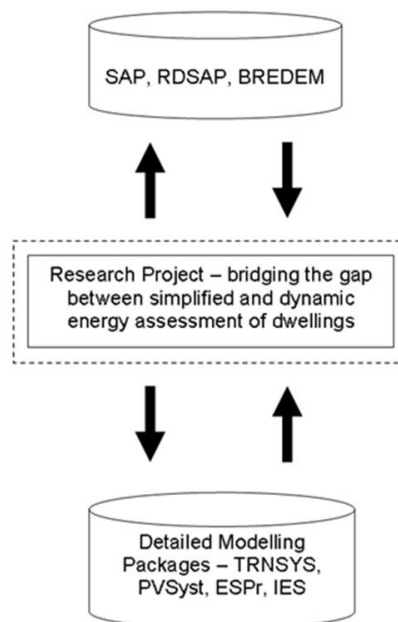 SAP, RDSAP, BREDEM
Research Project – bridging the gap
between simplified and dynamic
energy assessment of dwellings
Detailed Modelling
Packages – TRNSYS,
PVSyst, ESPr, IES